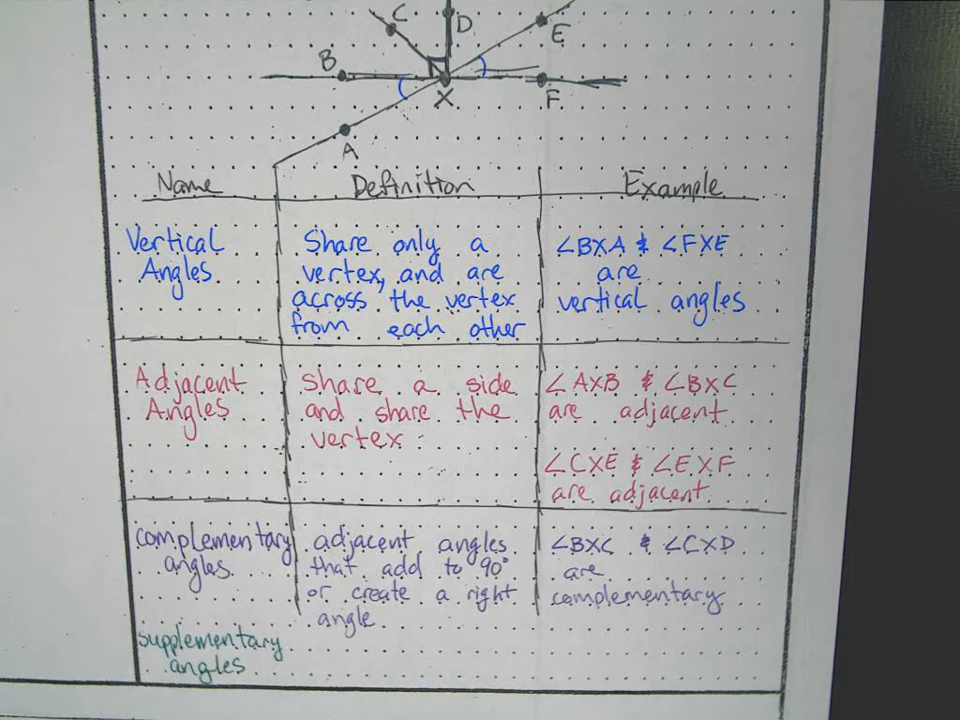 C
D
E
B
X
F
A
Name
Definition
Example
Vertical
Angles
Share only a
vertex, and are
across the vertex
from each other
∠BXA & ∠FXE
are
vertical angles
Adjacent
Angles
Share a side
and share the
vertex
∠AXB & ∠BXC
are adjacent
∠CXE & ∠EXF
are adjacent
complementary
angles
adjacent angles
that add to 90°
or create a right
angle
∠BXC & ∠CXD
are
complementary
supplementary
angles